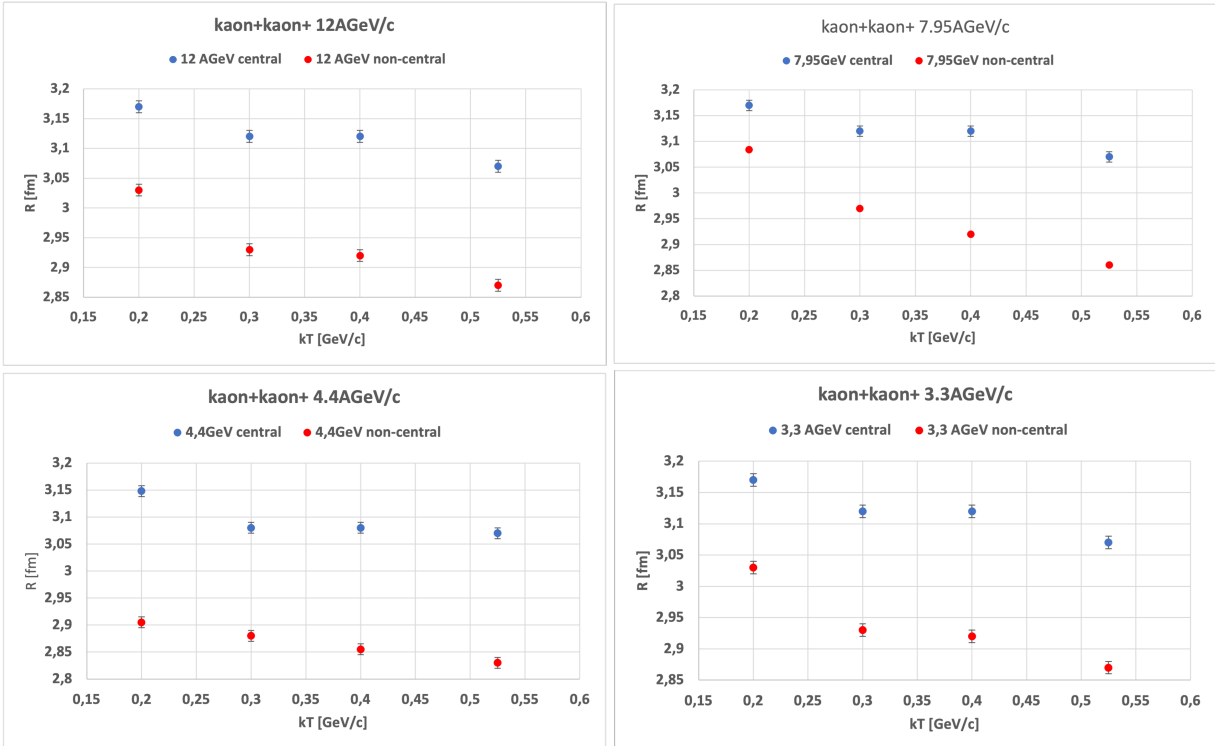 kaon+kaon+ 12AGeV/c
12 AGeV central 12 AGeV non-central
R [fm]
3,2
3,15
3,1
3,05
3
2,95
2,9
2,85
0,15 0,2 0,25 0,3 0,35 0,4 0,45 0,5 0,55 0,6
kT [GeV/c]
kaon+kaon+ 7.95AGeV/c
7,95GeV central 7,95GeV non-central
R [fm]
3,2
3,15
3,1
3,05
3
2,95
2,9
2,85
2,8
0,15 0,2 0,25 0,3 0,35 0,4 0,45 0,5 0,55 0,6
kT [GeV/c]
kaon+kaon+ 4.4AGeV/c
4,4GeV central 4,4GeV non-central
R [fm]
3,2
3,15
3,1
3,05
3
2,95
2,9
2,85
2,8
0,15 0,2 0,25 0,3 0,35 0,4 0,45 0,5 0,55 0,6
kT [GeV/c]
kaon+kaon+ 3.3AGeV/c
3,3 AGeV central 3,3 AGeV non-central
R [fm]
3,2
3,15
3,1
3,05
3
2,95
2,9
2,85
0,15 0,2 0,25 0,3 0,35 0,4 0,45 0,5 0,55 0,6
kT [GeV/c]